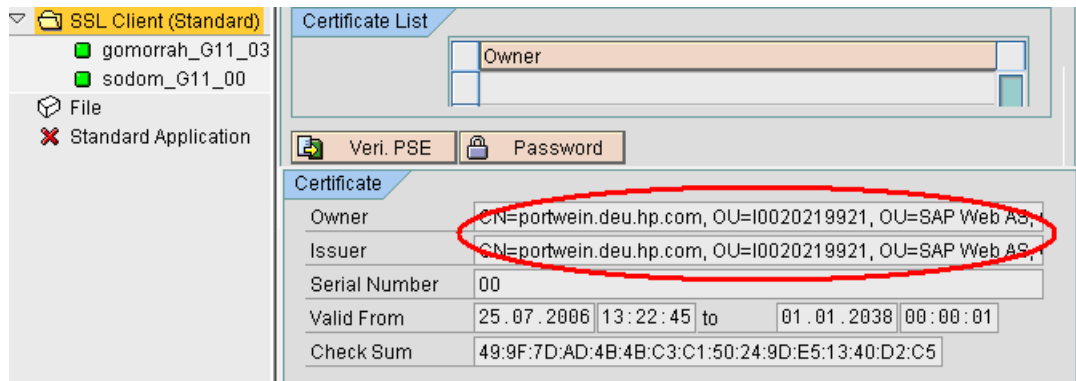 SSL Client (Standard)
gomorrah_G11_03
sodom_G11_00
File
Standard Application
Certificate List
Owner
Veri. PSE
Password
Certificate
Owner CN=portwein.deu.hp.com, OU=I0020219921, OU=SAP Web AS,
Issuer CN=portwein.deu.hp.com, OU=I0020219921, OU=SAP Web AS,
Serial Number 00
Valid From 25.07.2006 13:22:45 to 01.01.2038 00:00:01
Check Sum 49:9F:7D:AD:4B:4B:C3:C1:50:24:9D:E5:13:40:D2:C5